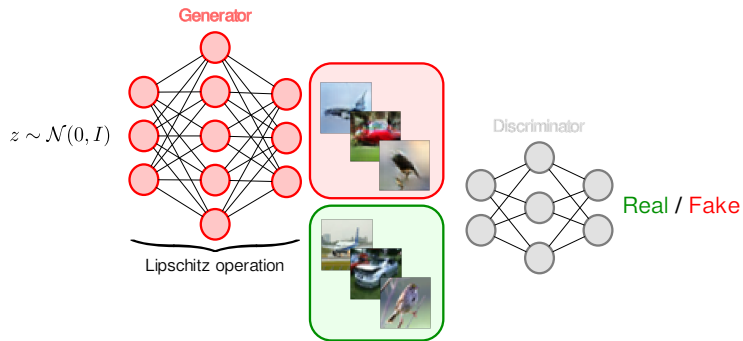 Generator
z ∼ 𝒩(0, I)
Discriminator
Real / Fake
Lipschitz operation